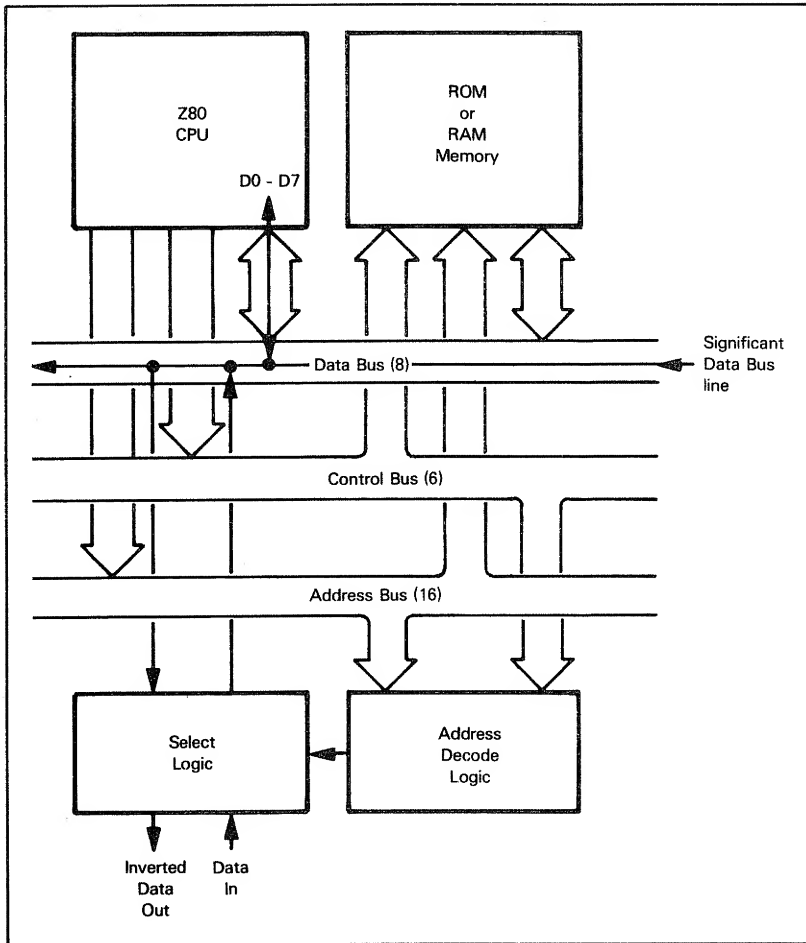 Z80
CPU
D0 - D7
ROM
or
RAM
Memory
Data Bus (8)
Significant
Data Bus
line
Control Bus (6)
Address Bus (16)
Select
Logic
Address
Decode
Logic
Inverted
Data
Out
Data
In